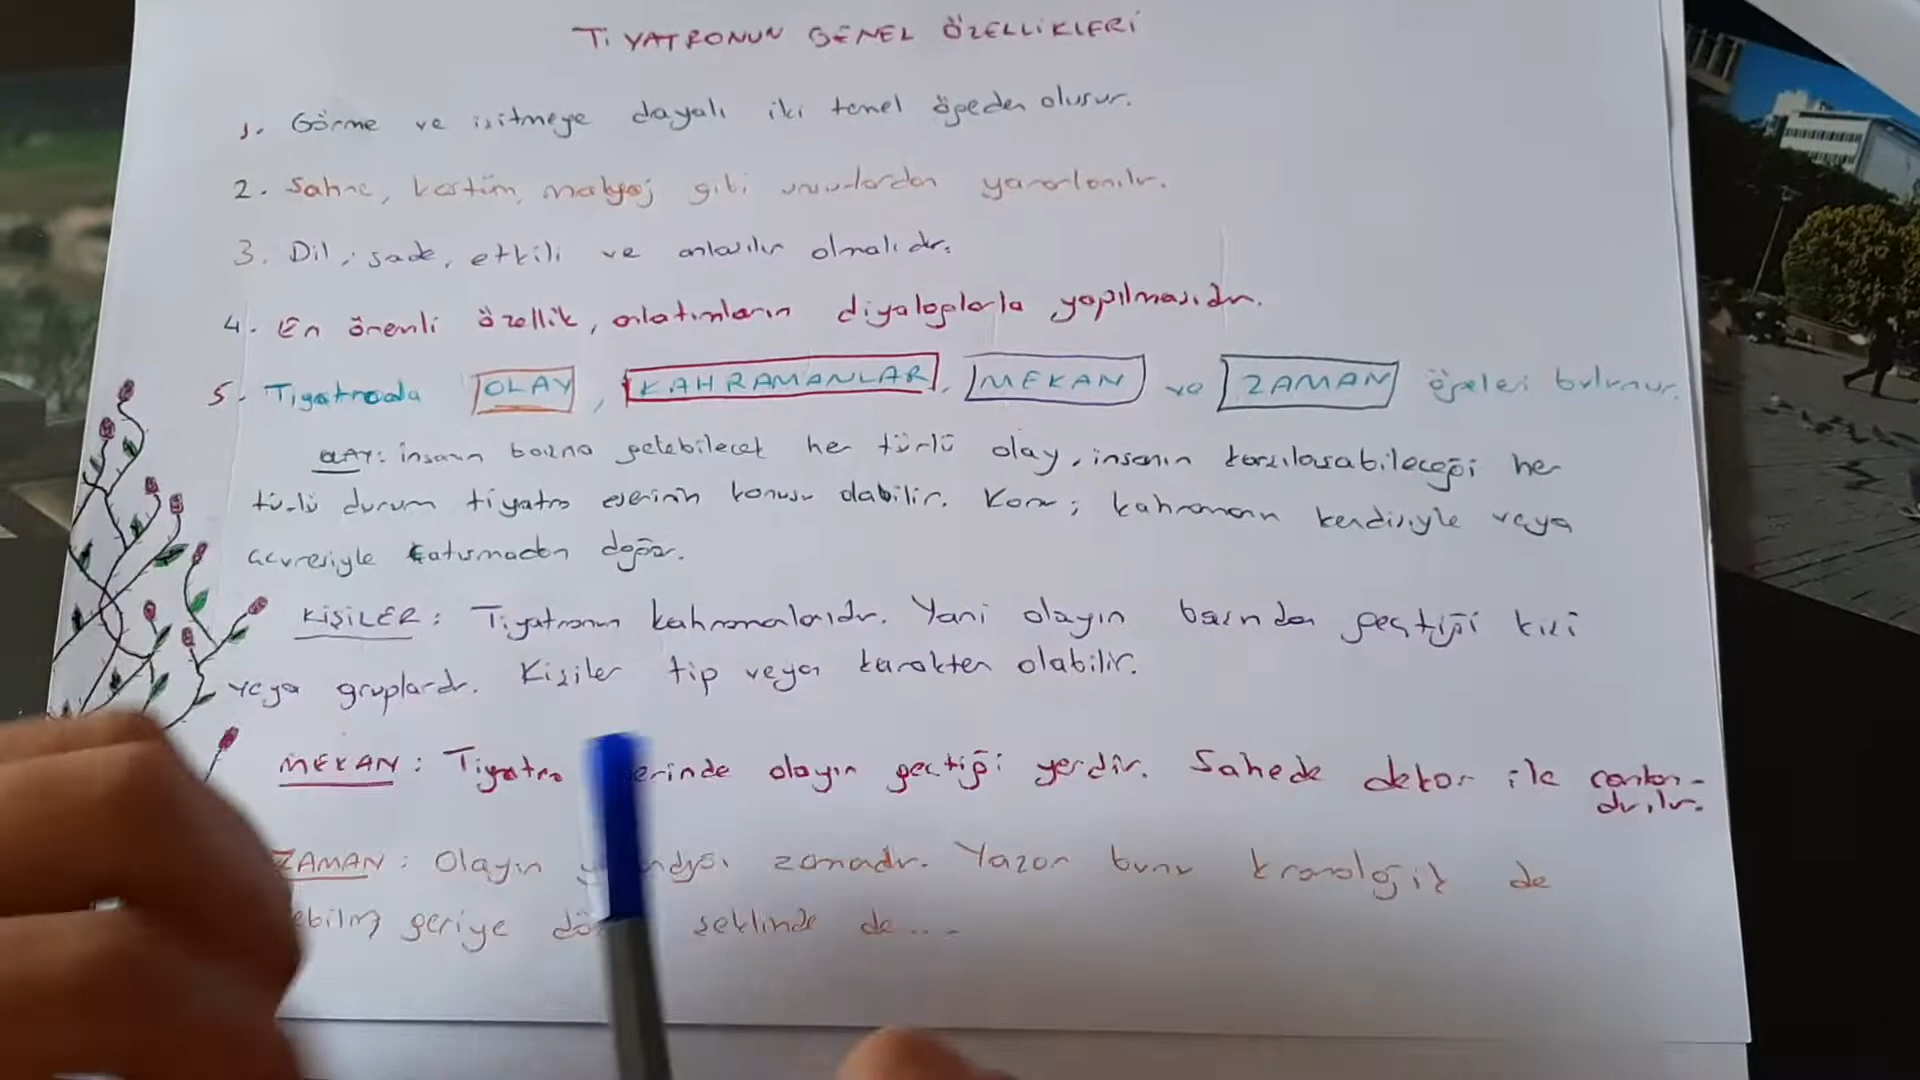 TİYATRONUN GENEL ÖZELLİKLERİ
1. Görme ve işitmeye dayalı iki temel öğeden oluşur.
2. Sahne, kostüm, makyaj gibi unsurlardan yararlanılır.
3. Dil; sade, etkili ve anlaşılır olmalıdır.
4. En önemli özellik, anlatımların diyaloglarla yapılmasıdır.
5. Tiyatroda OLAY, KAHRAMANLAR, MEKAN ve ZAMAN öğeleri bulunur.
OLAY: insanın başına gelebilecek her türlü olay, insanın karşılaşabileceği her
türlü durum tiyatro eserinin konusu olabilir. Konu; kahramanın kendisiyle veya
çevresiyle çatışmadan doğar.
KİŞİLER: Tiyatronun kahramanlarıdır. Yani olayın başından geçtiği kişi
veya gruplardır. Kişiler tip veya karakter olabilir.
MEKAN: Tiyatro erinde olayın geçtiği yerdir. Sahnede dekor ile canlan-
dırılır.
ZAMAN: Olayın zamandır. Yazar bunu kronolojik de
geriye şeklinde de...